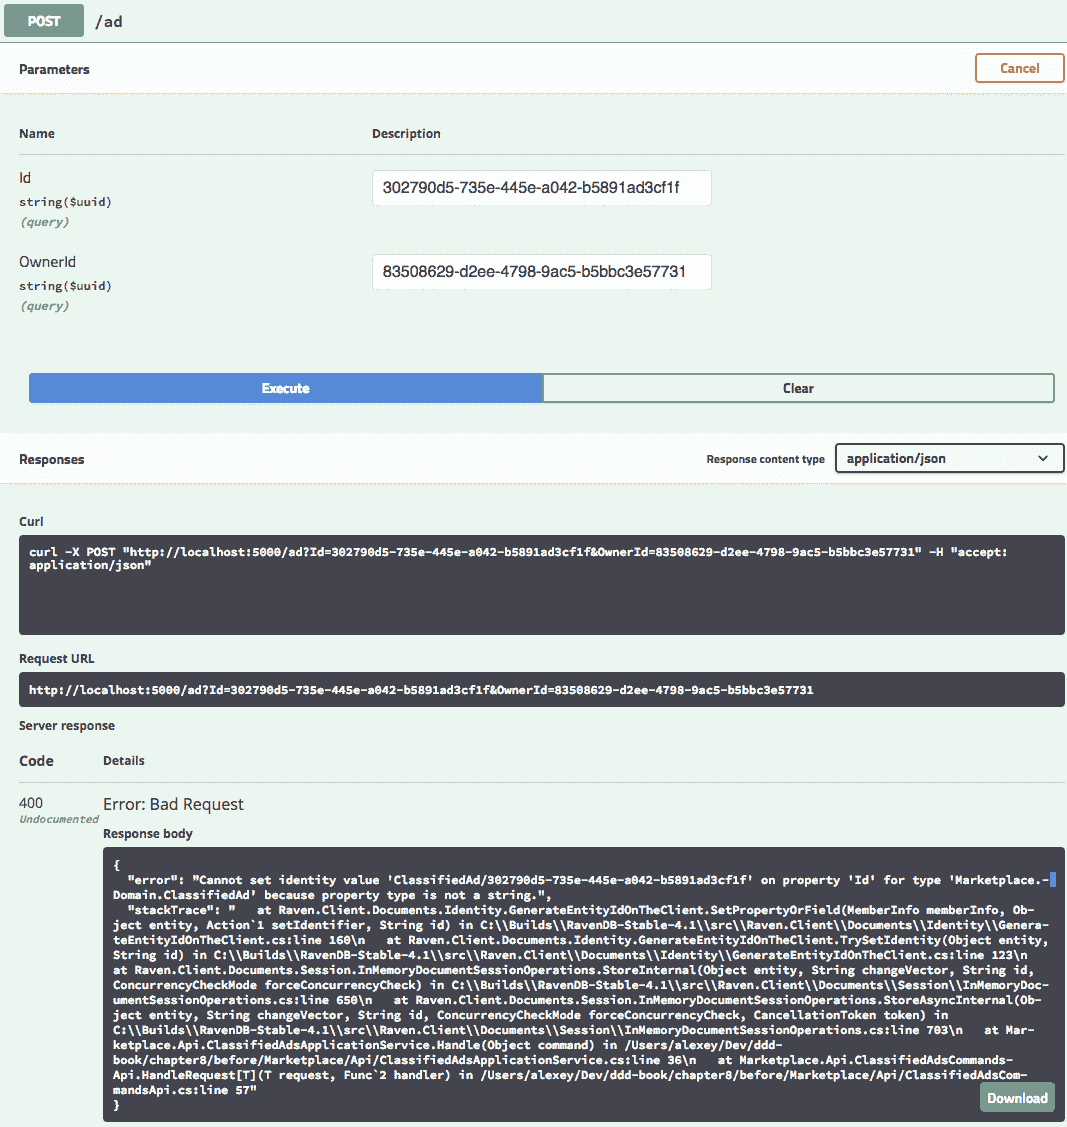 POST /ad
Parameters
Cancel
Name Description
Id
302790d5-735e-445e-a042-b5891ad3cf1f
string($uuid)
(query)
OwnerId
83508629-d2ee-4798-9ac5-b5bbc3e57731
string($uuid)
(query)
Execute Clear
Responses Response content type application/json
Curl
curl -X POST "http://localhost:5000/ad?Id=302790d5-735e-445e-a042-b5891ad3cf1f&OwnerId=83508629-d2ee-4798-9ac5-b5bbc3e57731" -H "accept:
application/json"
Request URL
http://localhost:5000/ad?Id=302790d5-735e-445e-a042-b5891ad3cf1f&OwnerId=83508629-d2ee-4798-9ac5-b5bbc3e57731
Server response
Code Details
400 Error: Bad Request
Undocumented
Response body
{
"error": "Cannot set identity value 'ClassifiedAd/302790d5-735e-445e-a042-b5891ad3cf1f' on property 'Id' for type 'Marketplace.-
Domain.ClassifiedAd' because property type is not a string.",
"stackTrace": "   at Raven.Client.Documents.Identity.GenerateEntityIdOnTheClient.SetPropertyOrField(MemberInfo memberInfo, Ob-
ject entity, Action`1 setIdentifier, String id) in C:\\Builds\\RavenDB-Stable-4.1\\src\\Raven.Client\\Documents\\Identity\\Genera-
teEntityIdOnTheClient.cs:line 160\n   at Raven.Client.Documents.Identity.GenerateEntityIdOnTheClient.TrySetIdentity(Object entity,
String id) in C:\\Builds\\RavenDB-Stable-4.1\\src\\Raven.Client\\Documents\\Identity\\GenerateEntityIdOnTheClient.cs:line 123\n
at Raven.Client.Documents.Session.InMemoryDocumentSessionOperations.StoreInternal(Object entity, String changeVector, String id,
ConcurrencyCheckMode forceConcurrencyCheck) in C:\\Builds\\RavenDB-Stable-4.1\\src\\Raven.Client\\Documents\\Session\\InMemoryDoc-
umentSessionOperations.cs:line 650\n   at Raven.Client.Documents.Session.InMemoryDocumentSessionOperations.StoreAsyncInternal(Ob-
ject entity, String changeVector, String id, ConcurrencyCheckMode forceConcurrencyCheck, CancellationToken token) in
C:\\Builds\\RavenDB-Stable-4.1\\src\\Raven.Client\\Documents\\Session\\InMemoryDocumentSessionOperations.cs:line 703\n   at Mar-
ketplace.Api.ClassifiedAdsApplicationService.Handle(Object command) in /Users/alexey/Dev/ddd-
book/chapter8/before/Marketplace/Api/ClassifiedAdsApplicationService.cs:line 36\n   at Marketplace.Api.ClassifiedAdsCommands-
Api.HandleRequest[T](T request, Func`2 handler) in /Users/alexey/Dev/ddd-book/chapter8/before/Marketplace/Api/ClassifiedAdsCom-
mandsApi.cs:line 57"
}
Download